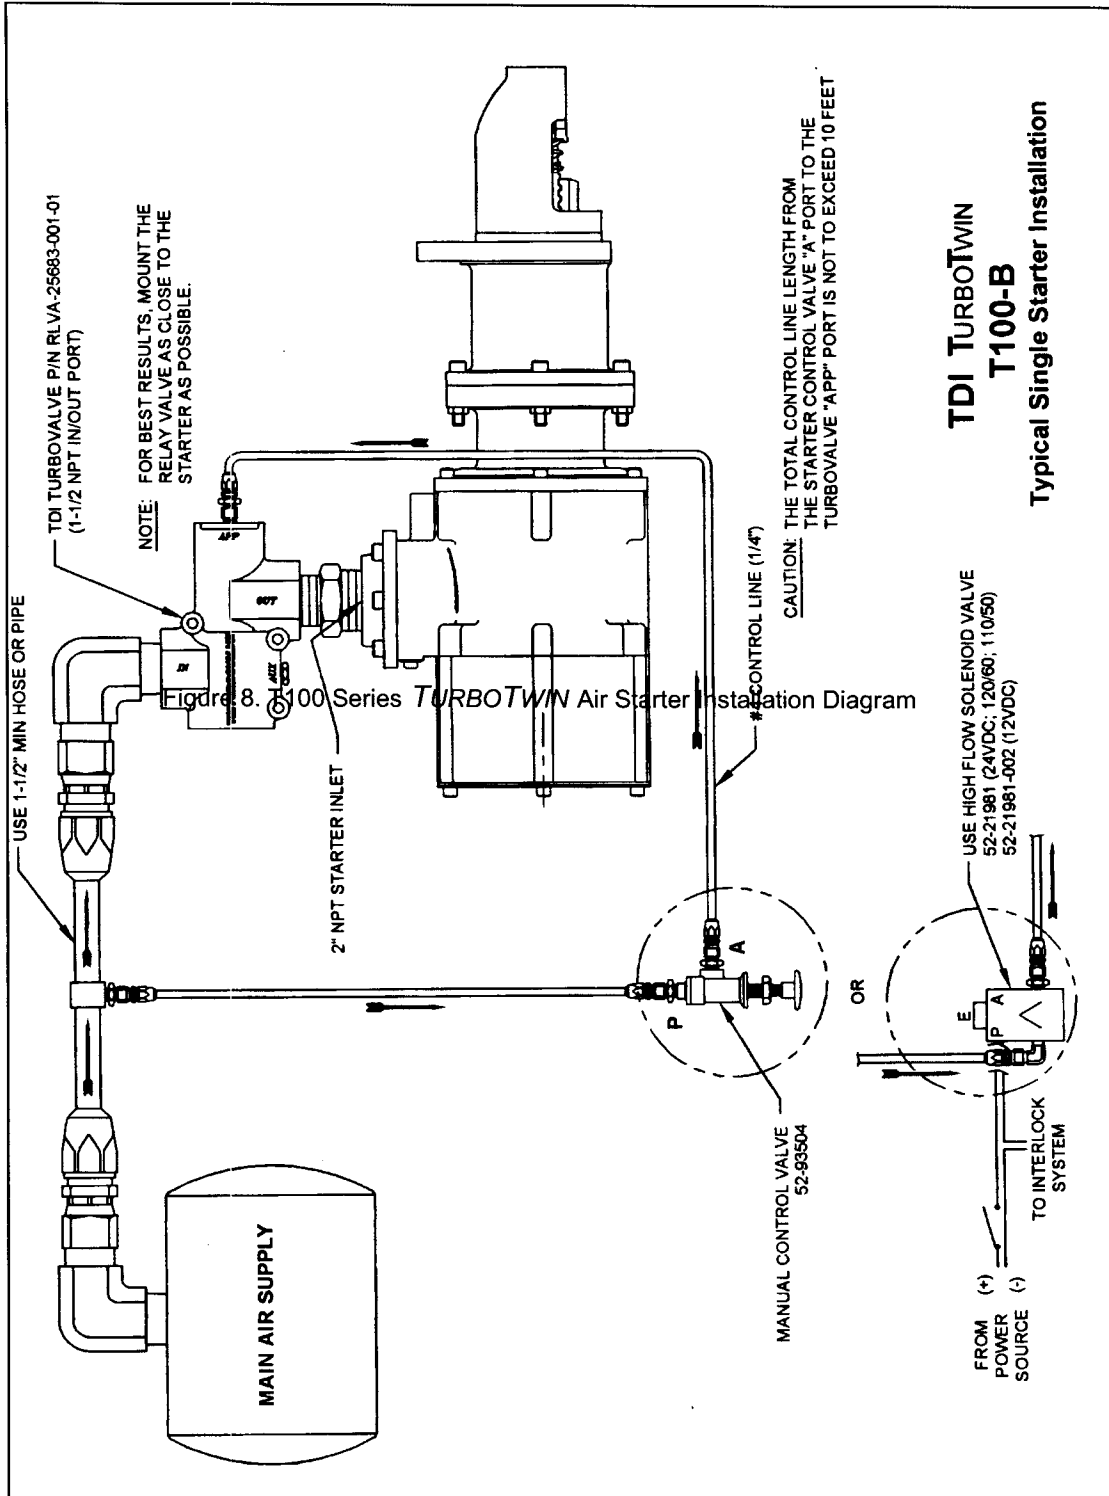 USE 1-1/2" MIN HOSE OR PIPE
TDI TURBOVALVE P/N RLVA-25683-001-01
(1-1/2 NPT IN/OUT PORT)
NOTE: FOR BEST RESULTS, MOUNT THE
RELAY VALVE AS CLOSE TO THE
STARTER AS POSSIBLE.
APP
OUT
IN
AUX
2" NPT STARTER INLET
Figure 8. T100 Series TURBOTWIN Air Starter Installation Diagram
MAIN AIR SUPPLY
#4 CONTROL LINE (1/4")
CAUTION: THE TOTAL CONTROL LINE LENGTH FROM
THE STARTER CONTROL VALVE "A" PORT TO THE
TURBOVALVE "APP" PORT IS NOT TO EXCEED 10 FEET
P
A
MANUAL CONTROL VALVE
52-93504
OR
USE HIGH FLOW SOLENOID VALVE
52-21981 (24VDC; 120/60; 110/50)
52-21981-002 (12VDC)
E
P A
TO INTERLOCK
SYSTEM
FROM (+)
POWER
SOURCE (-)
TDI TURBOTWIN
T100-B
Typical Single Starter Installation